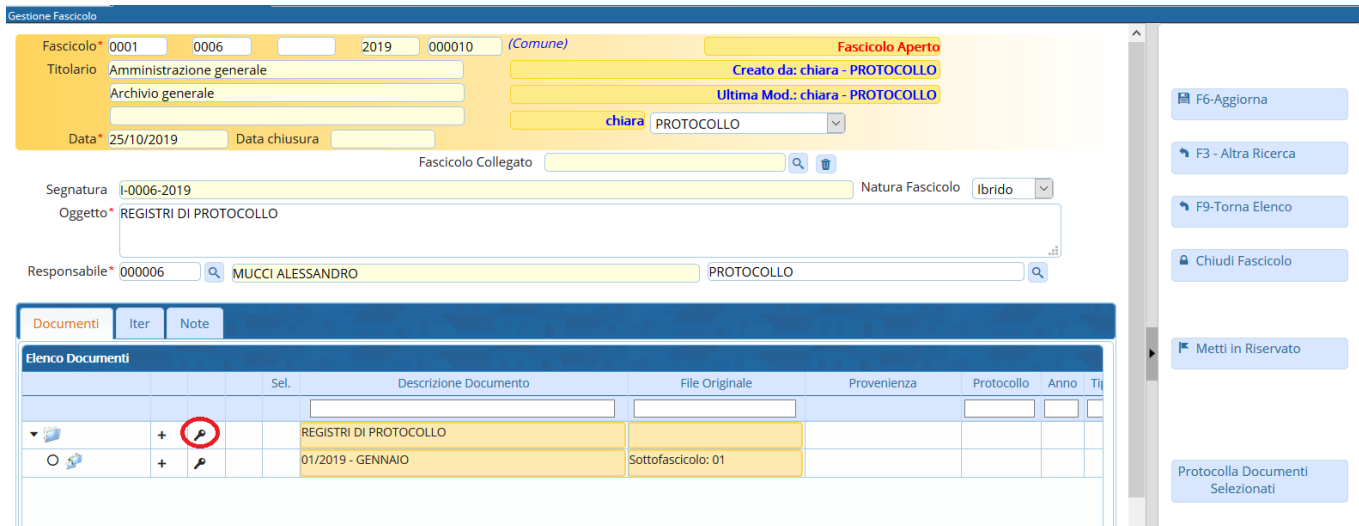 Gestione Fascicolo
Fascicolo* 0001 0006 2019 000010 (Comune) Fascicolo Aperto
Titolario Amministrazione generale Creato da: chiara - PROTOCOLLO
Archivio generale Ultima Mod.: chiara - PROTOCOLLO
chiara PROTOCOLLO
Data* 25/10/2019 Data chiusura
Fascicolo Collegato
Segnatura I-0006-2019 Natura Fascicolo Ibrido
Oggetto* REGISTRI DI PROTOCOLLO
Responsabile* 000006 MUCCI ALESSANDRO PROTOCOLLO
Documenti Iter Note
Elenco Documenti
Sel. Descrizione Documento File Originale Provenienza Protocollo Anno
+ REGISTRI DI PROTOCOLLO
+ 01/2019 - GENNAIO Sottofascicolo: 01
F6-Aggiorna
F3 - Altra Ricerca
F9-Torna Elenco
Chiudi Fascicolo
Metti in Riservato
Protocolla Documenti
Selezionati